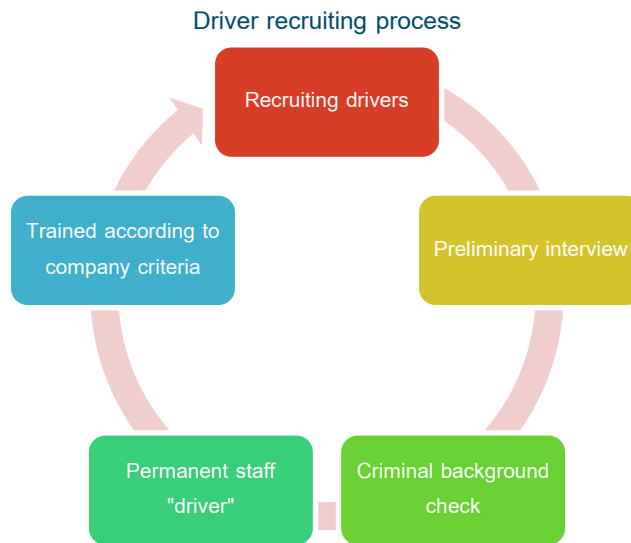 Driver recruiting process
Recruiting drivers
Preliminary interview
Criminal background
check
Permanent staff
"driver"
Trained according to
company criteria